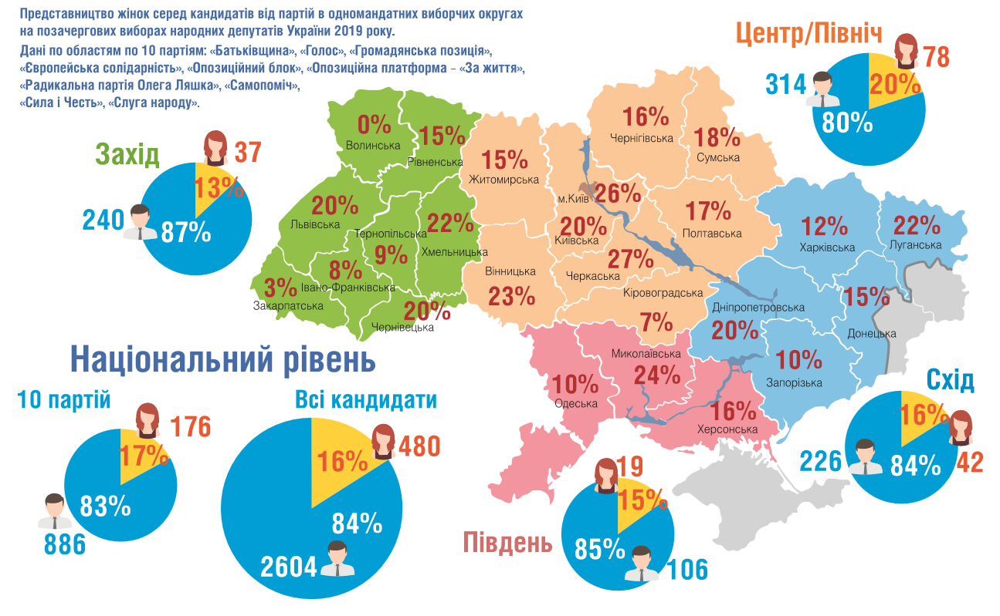 Представництво жінок серед кандидатів від партій в одномандатних виборчих округах
на позачергових виборах народних депутатів України 2019 року.
Дані по областям по 10 партіям: «Батьківщина», «Голос», «Громадянська позиція»,
«Європейська солідарність», «Опозиційний блок», «Опозиційна платформа – «За життя»,
«Радикальна партія Олега Ляшка», «Самопоміч»,
«Сила і Честь», «Слуга народу».
Центр/Північ
78
20%
314
80%
Захід
37
13%
240
87%
0%
Волинська
15%
Рівненська
15%
Житомирська
16%
Чернігівська
18%
Сумська
20%
Львівська
Тернопільська
9%
22%
Хмельницька
м.Київ
26%
20%
Київська
17%
Полтавська
12%
Харківська
22%
Луганська
3%
Закарпатська
8%
Івано-Франківська
20%
Чернівецька
Вінницька
23%
27%
Черкаська
Кіровоградська
7%
Дніпропетровська
20%
15%
Донецька
10%
Запорізька
Миколаївська
24%
10%
Одеська
16%
Херсонська
Національний рівень
10 партій
176
17%
83%
886
Всі кандидати
480
16%
84%
2604
Південь
19
15%
85%
106
Схід
16%
226
84%
42